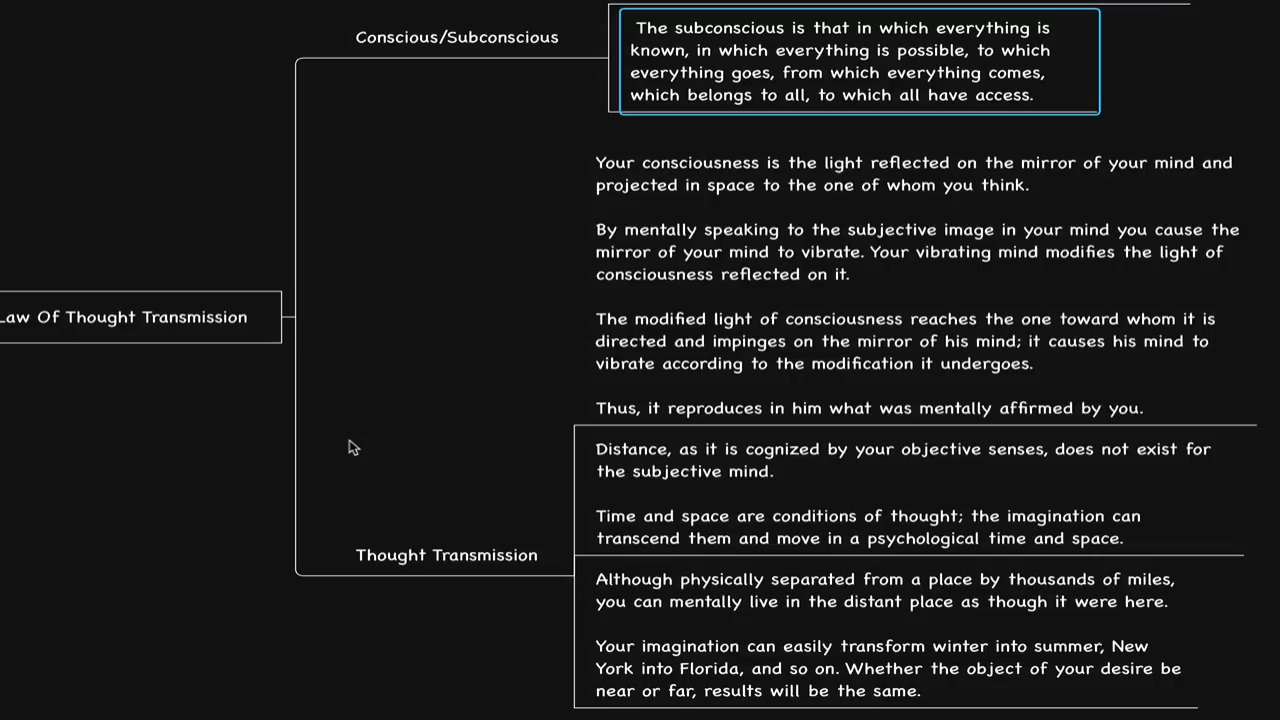 Conscious/Subconscious
The subconscious is that in which everything is
known, in which everything is possible, to which
everything goes, from which everything comes,
which belongs to all, to which all have access.
Law Of Thought Transmission
Your consciousness is the light reflected on the mirror of your mind and
projected in space to the one of whom you think.
By mentally speaking to the subjective image in your mind you cause the
mirror of your mind to vibrate. Your vibrating mind modifies the light of
consciousness reflected on it.
The modified light of consciousness reaches the one toward whom it is
directed and impinges on the mirror of his mind; it causes his mind to
vibrate according to the modification it undergoes.
Thus, it reproduces in him what was mentally affirmed by you.
Thought Transmission
Distance, as it is cognized by your objective senses, does not exist for
the subjective mind.
Time and space are conditions of thought; the imagination can
transcend them and move in a psychological time and space.
Although physically separated from a place by thousands of miles,
you can mentally live in the distant place as though it were here.
Your imagination can easily transform winter into summer, New
York into Florida, and so on. Whether the object of your desire be
near or far, results will be the same.